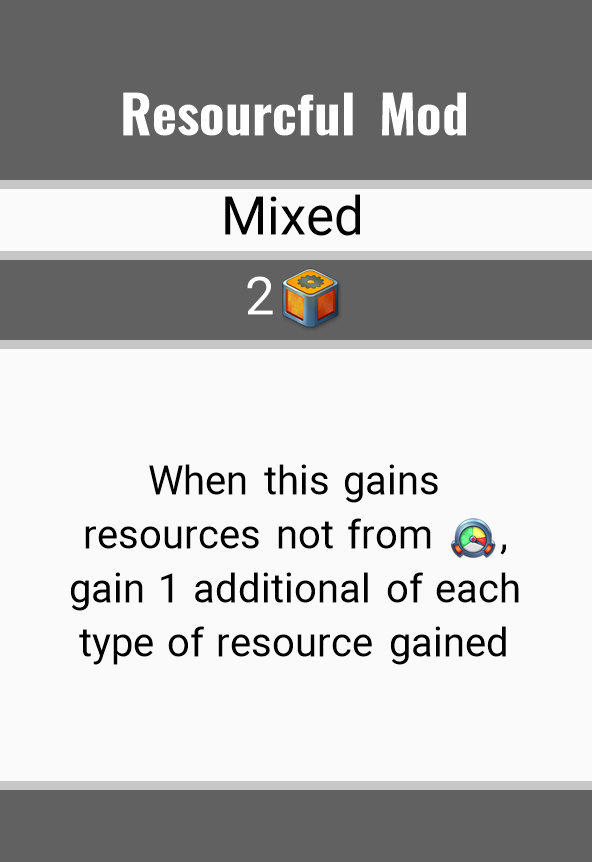 Resourcful Mod
Mixed
2
When this gains
resources not from ,
gain 1 additional of each
type of resource gained